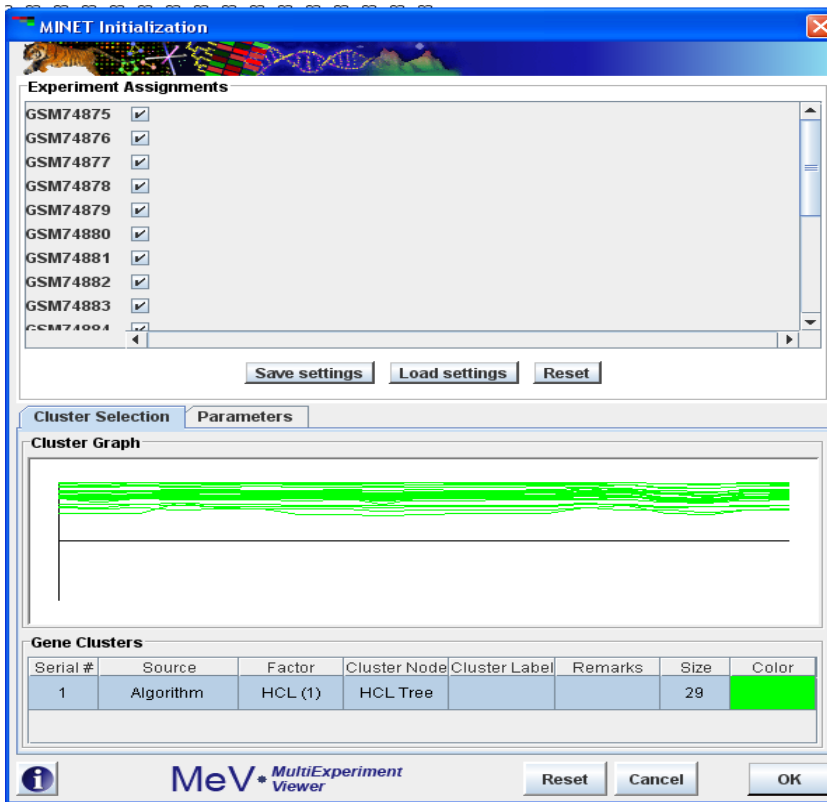 MINET Initialization
Experiment Assignments
GSM74875
GSM74876
GSM74877
GSM74878
GSM74879
GSM74880
GSM74881
GSM74882
GSM74883
GSM74884
Save settings Load settings Reset
Cluster Selection Parameters
Cluster Graph
Gene Clusters
Serial # Source Factor Cluster Node Cluster Label Remarks Size Color
1 Algorithm HCL (1) HCL Tree 29
MeV MultiExperiment Viewer Reset Cancel OK